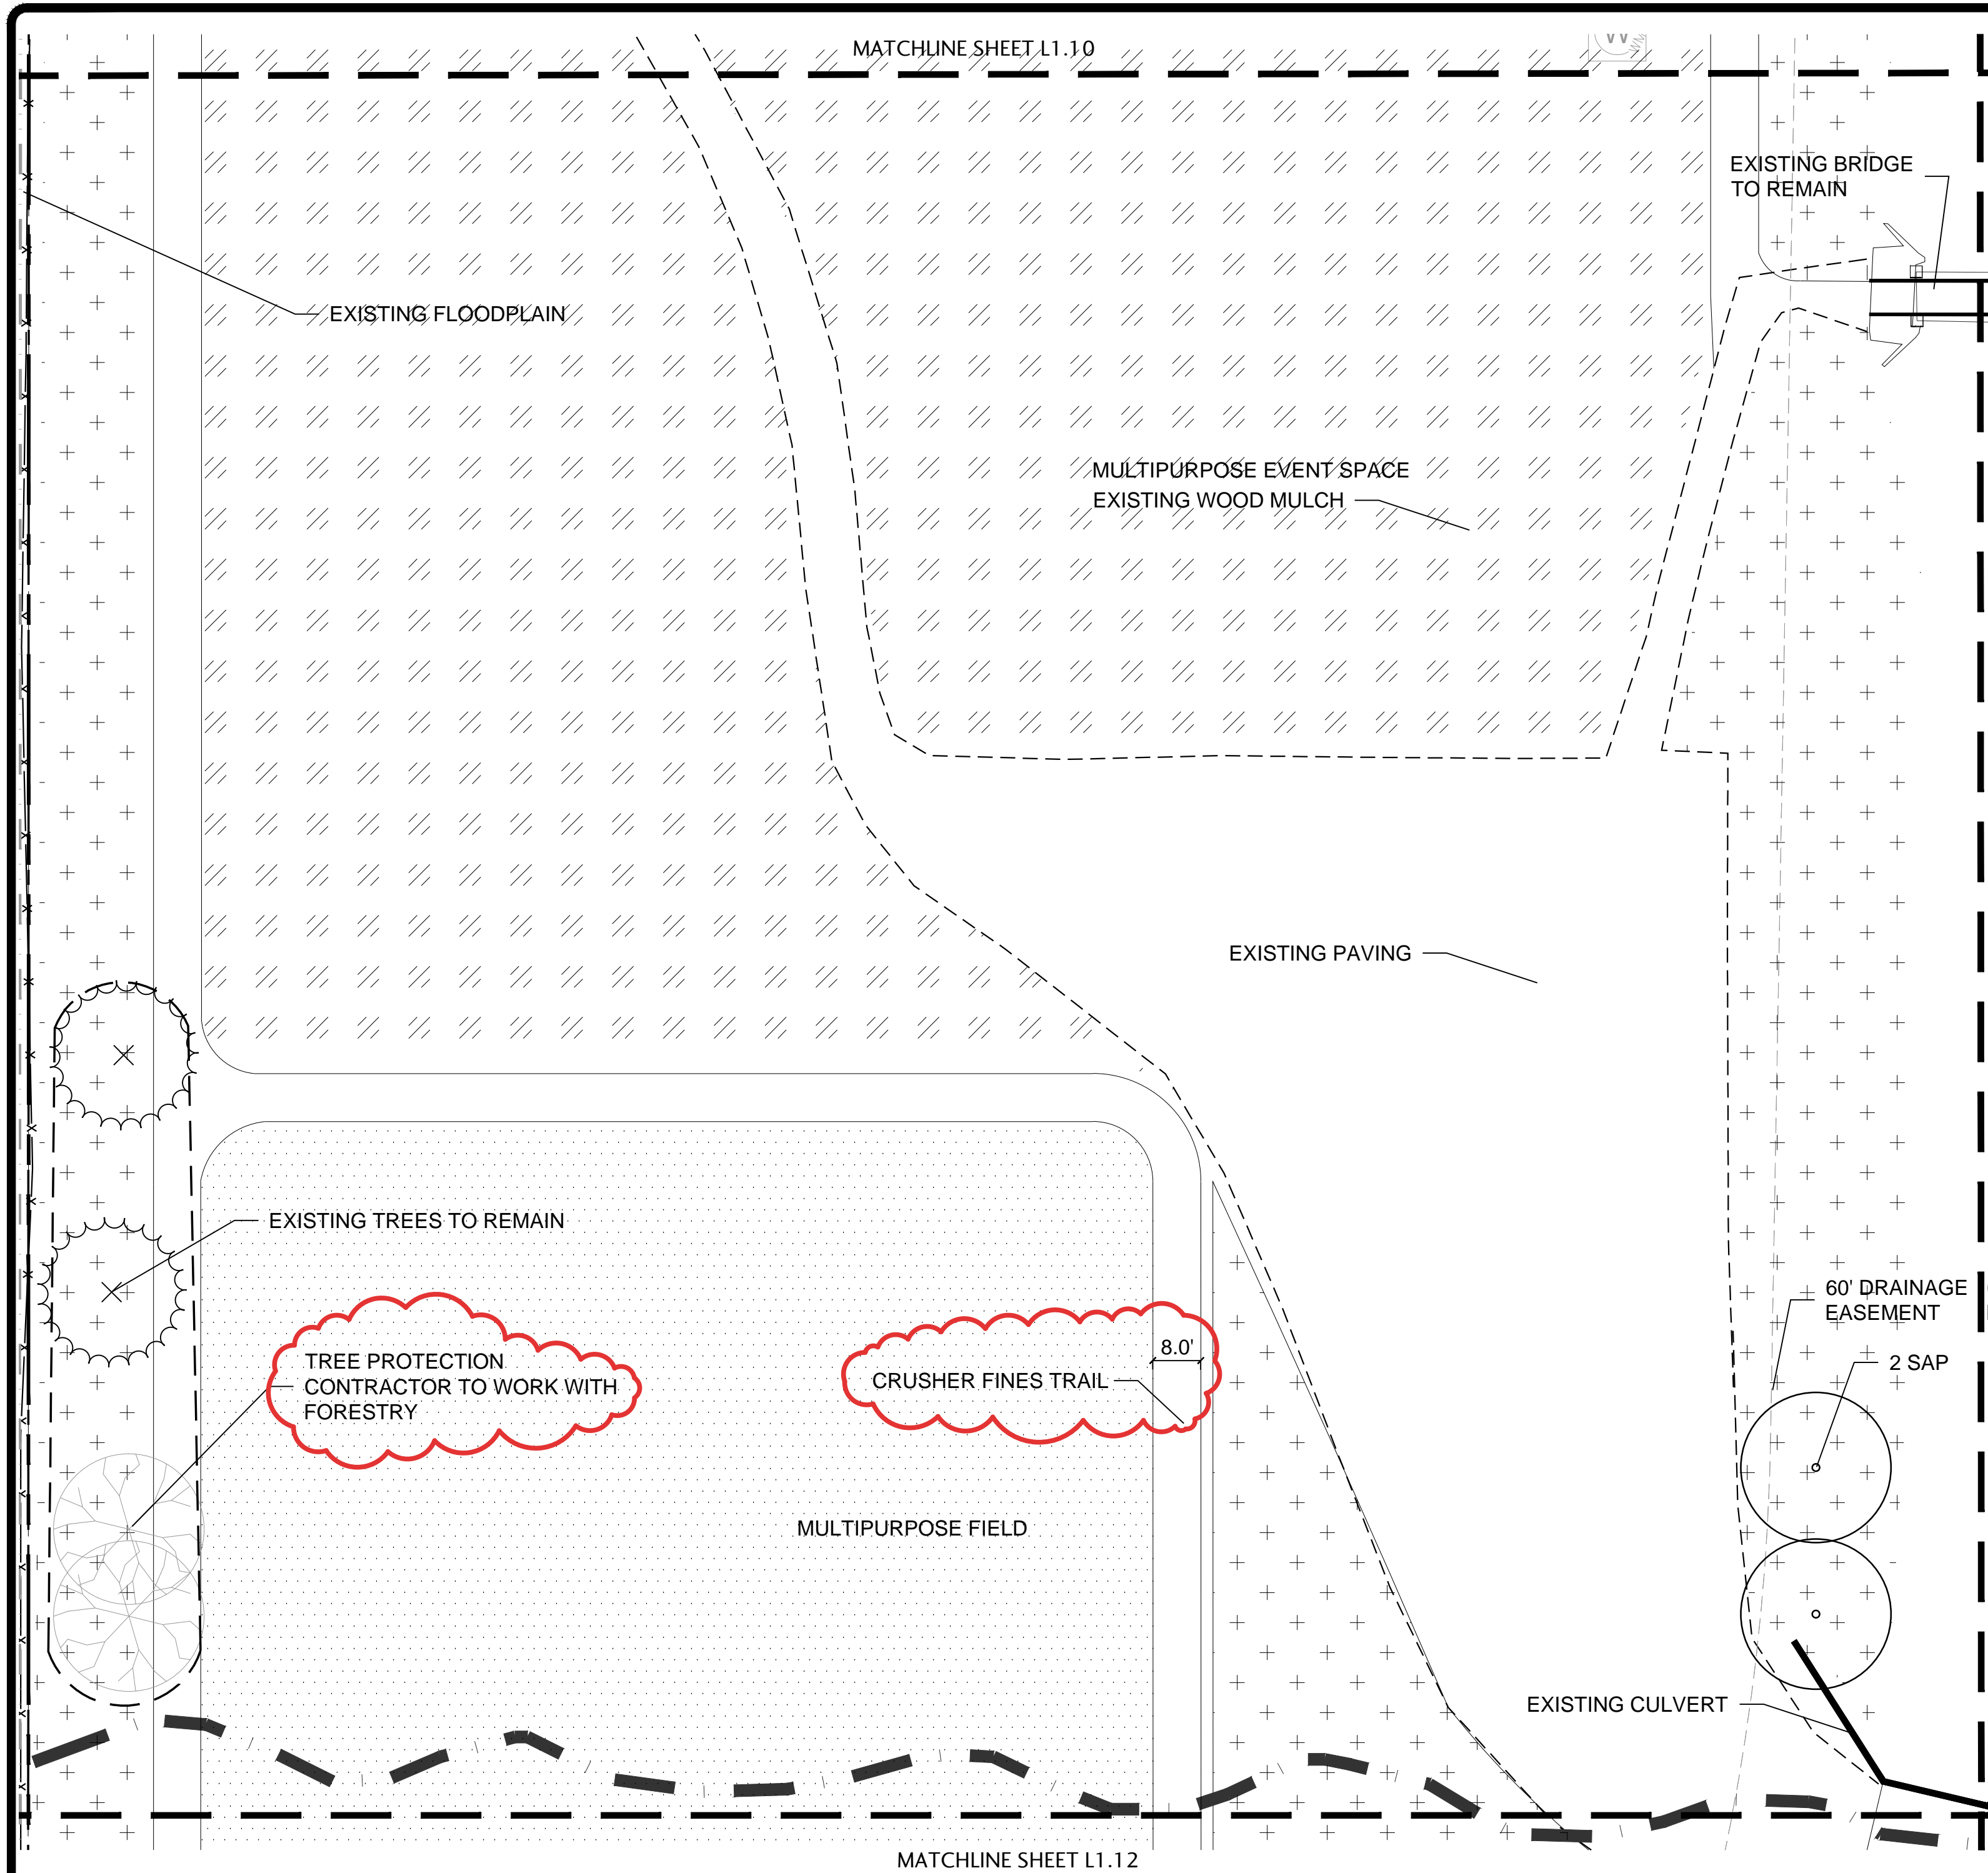 MATCHLINE SHEET L1.10
W
EXISTING BRIDGE
TO REMAIN
EXISTING FLOODPLAIN
MULTIPURPOSE EVENT SPACE
EXISTING WOOD MULCH
EXISTING PAVING
EXISTING TREES TO REMAIN
60' DRAINAGE
EASEMENT
8.0'
TREE PROTECTION
CONTRACTOR TO WORK WITH
FORESTRY
CRUSHER FINES TRAIL
2 SAP
MULTIPURPOSE FIELD
EXISTING CULVERT
MATCHLINE SHEET L1.12